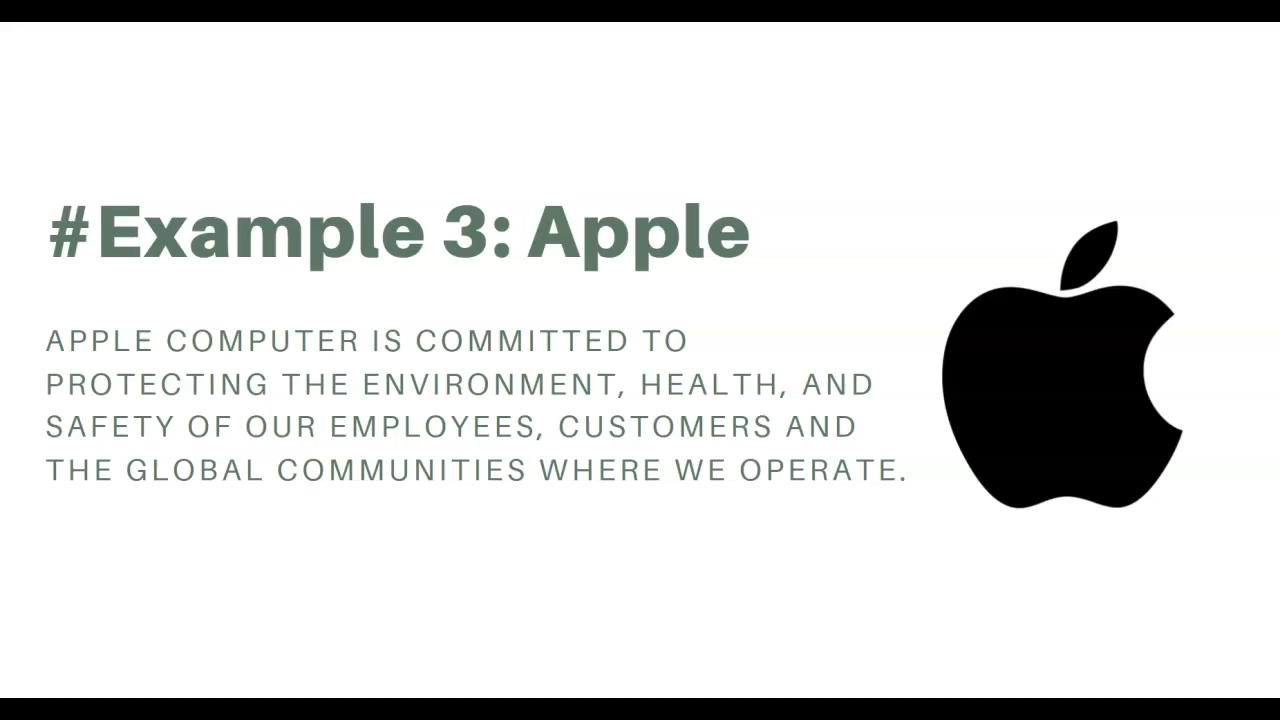 #Example 3: Apple
APPLE COMPUTER IS COMMITTED TO
PROTECTING THE ENVIRONMENT, HEALTH, AND
SAFETY OF OUR EMPLOYEES, CUSTOMERS AND
THE GLOBAL COMMUNITIES WHERE WE OPERATE.